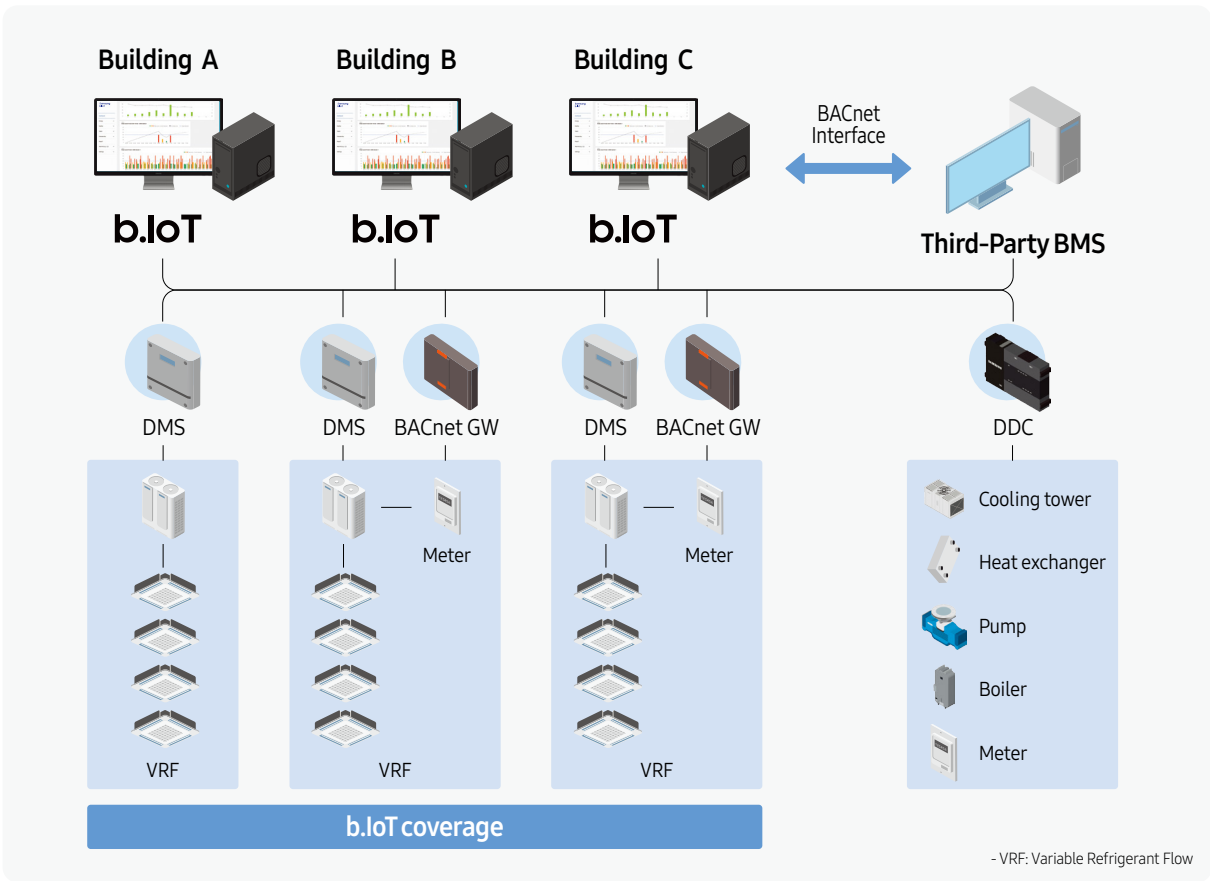 Building A
Building B
Building C
BACnet
Interface
b.IoT
b.IoT
b.IoT
Third-Party BMS
DMS
DMS
BACnet GW
DMS
BACnet GW
DDC
Meter
Meter
Cooling tower
Heat exchanger
Pump
Boiler
Meter
VRF
VRF
VRF
b.IoT coverage
- VRF: Variable Refrigerant Flow